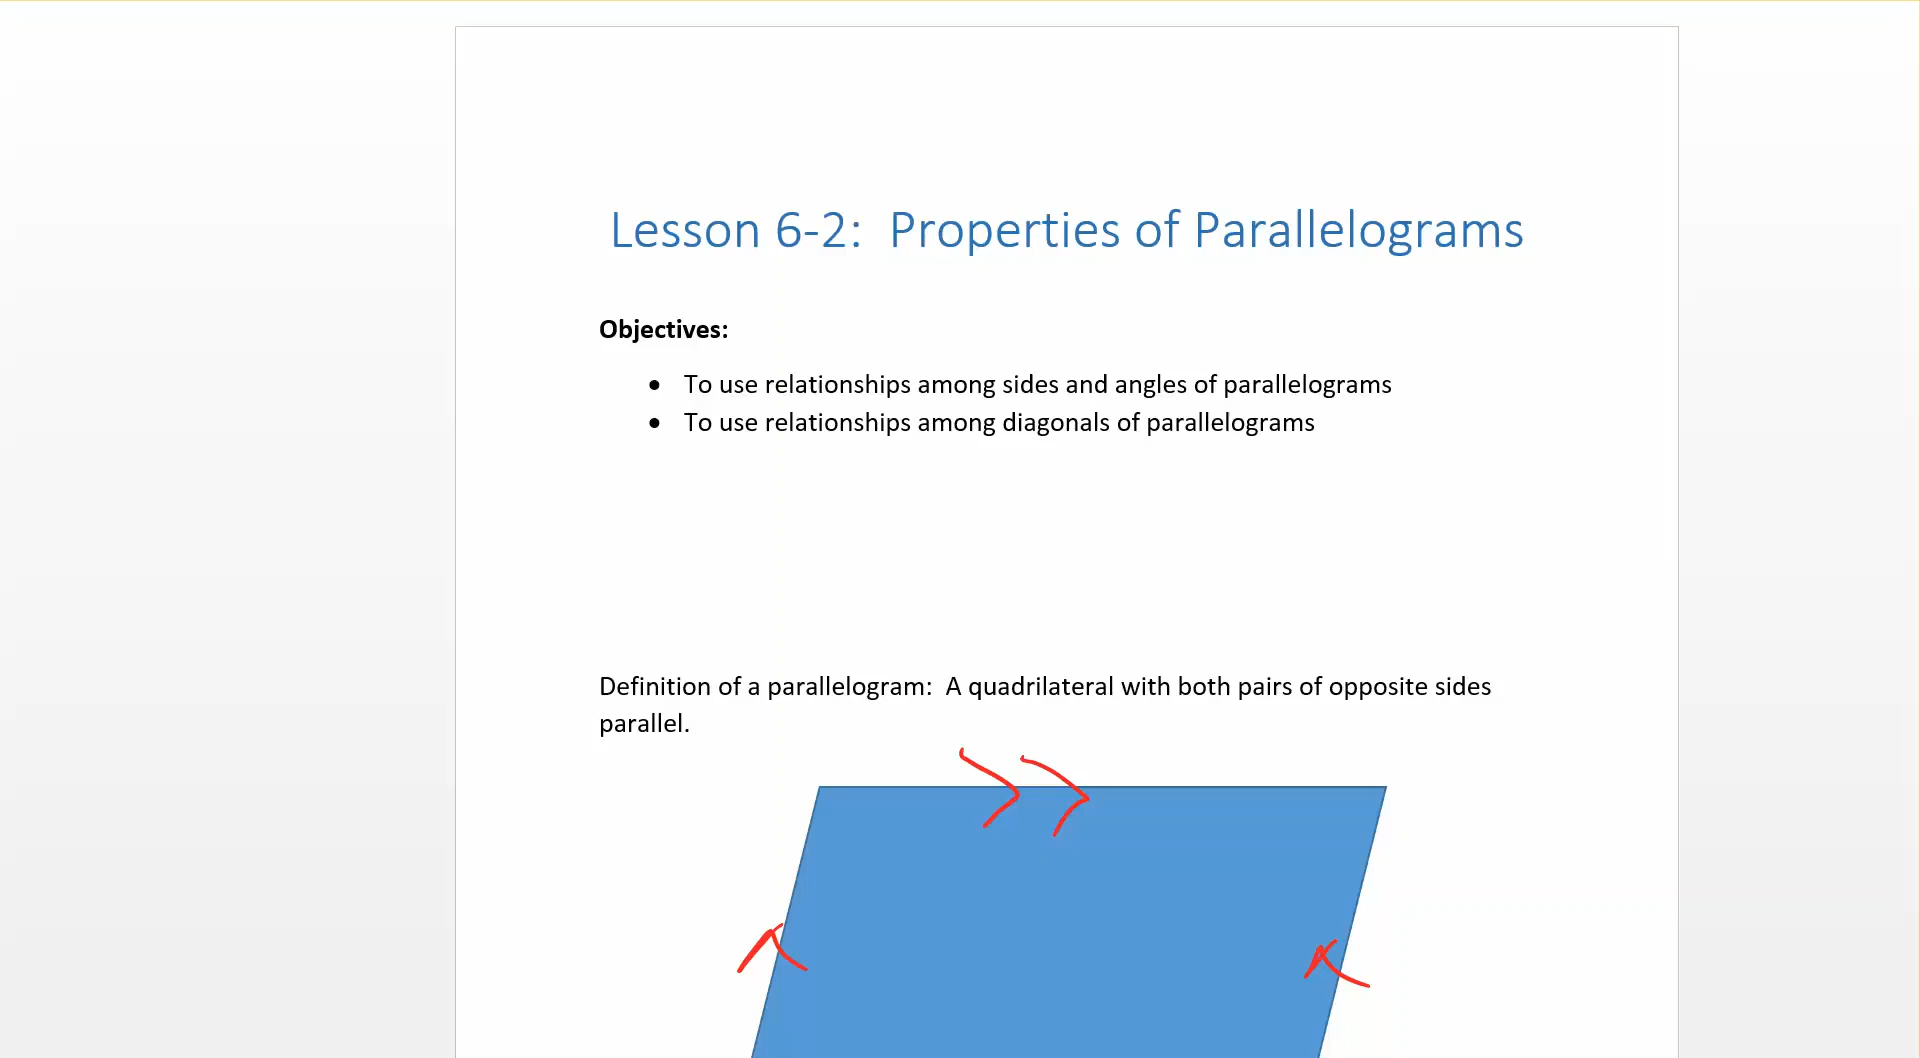 Lesson 6-2:  Properties of Parallelograms
Objectives:
• To use relationships among sides and angles of parallelograms
• To use relationships among diagonals of parallelograms
Definition of a parallelogram:  A quadrilateral with both pairs of opposite sides
parallel.